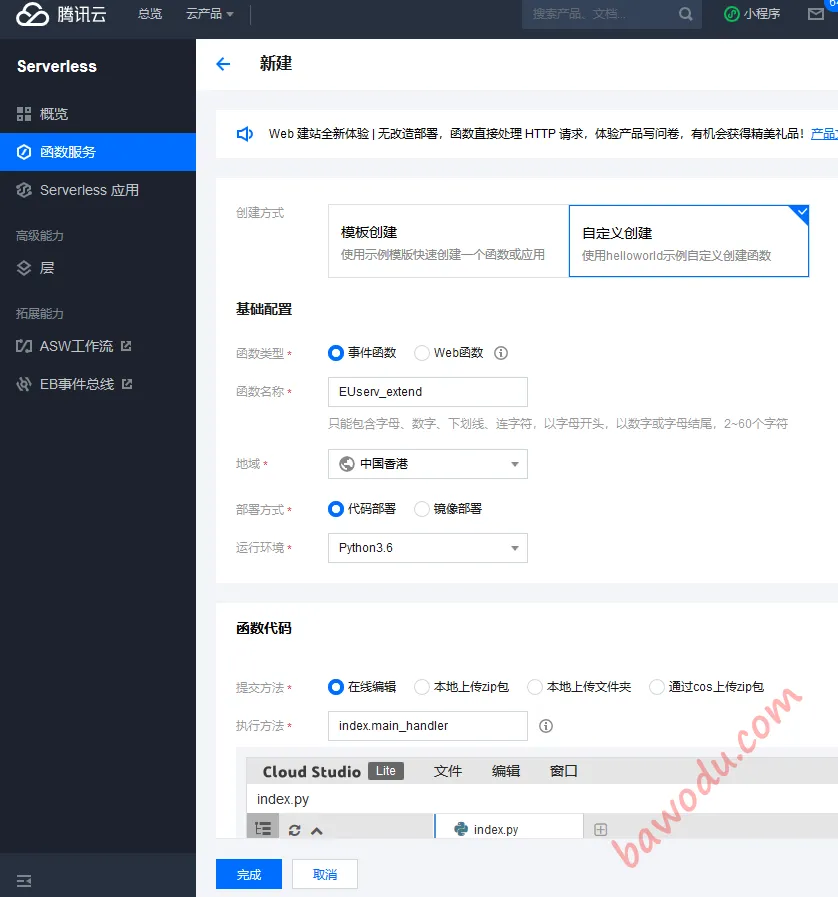 腾讯云 总览 云产品 搜索产品、文档... 小程序
Serverless
新建
概览
函数服务
Serverless 应用
高级能力
层
拓展能力
ASW工作流
EB事件总线
Web 建站全新体验 | 无改造部署，函数直接处理 HTTP 请求，体验产品写问卷，有机会获得精美礼品！
创建方式
模板创建
使用示例模版快速创建一个函数或应用
自定义创建
使用helloworld示例自定义创建函数
基础配置
函数类型* 事件函数 Web函数
函数名称* EUserv_extend
只能包含字母、数字、下划线、连字符，以字母开头，以数字或字母结尾，2~60个字符
地域* 中国香港
部署方式* 代码部署 镜像部署
运行环境* Python3.6
函数代码
提交方法* 在线编辑 本地上传zip包 本地上传文件夹 通过cos上传zip包
执行方法* index.main_handler
Cloud Studio Lite 文件 编辑 窗口
index.py
index.py
完成 取消
bawodu.com